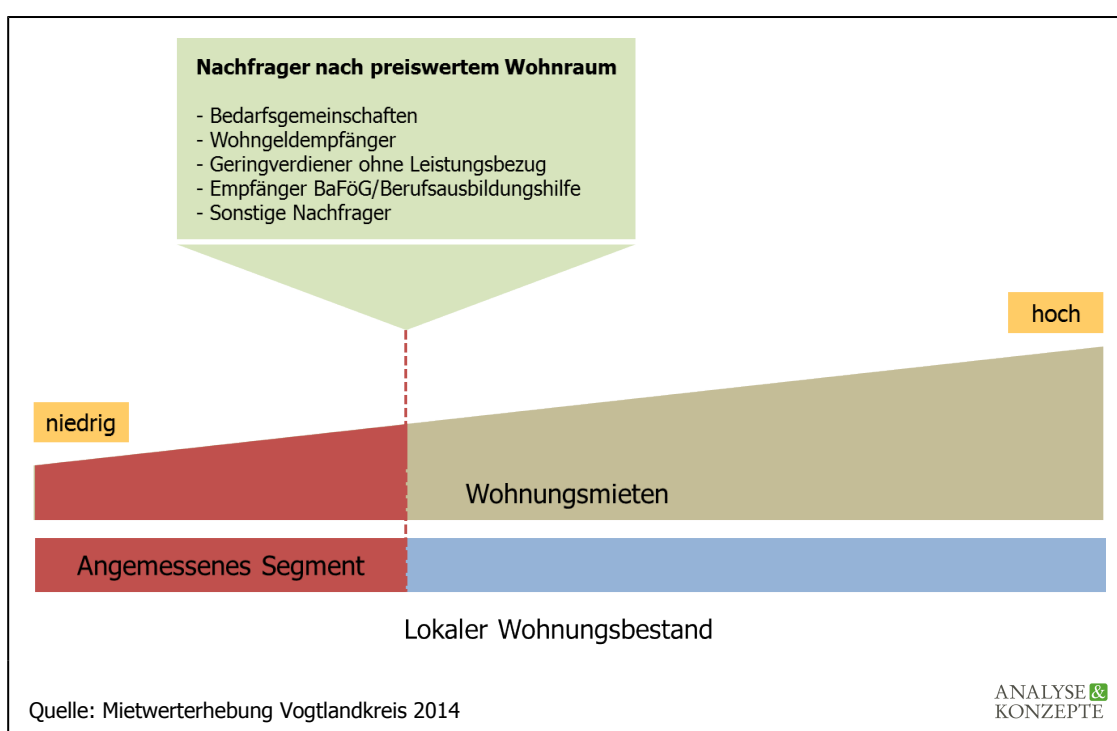 Nachfrager nach preiswertem Wohnraum
- Bedarfsgemeinschaften
- Wohngeldempfänger
- Geringverdiener ohne Leistungsbezug
- Empfänger BaFöG/Berufsausbildungshilfe
- Sonstige Nachfrager
hoch
niedrig
Wohnungsmieten
Angemessenes Segment
Lokaler Wohnungsbestand
Quelle: Mietwerterhebung Vogtlandkreis 2014
ANALYSE &
KONZEPTE